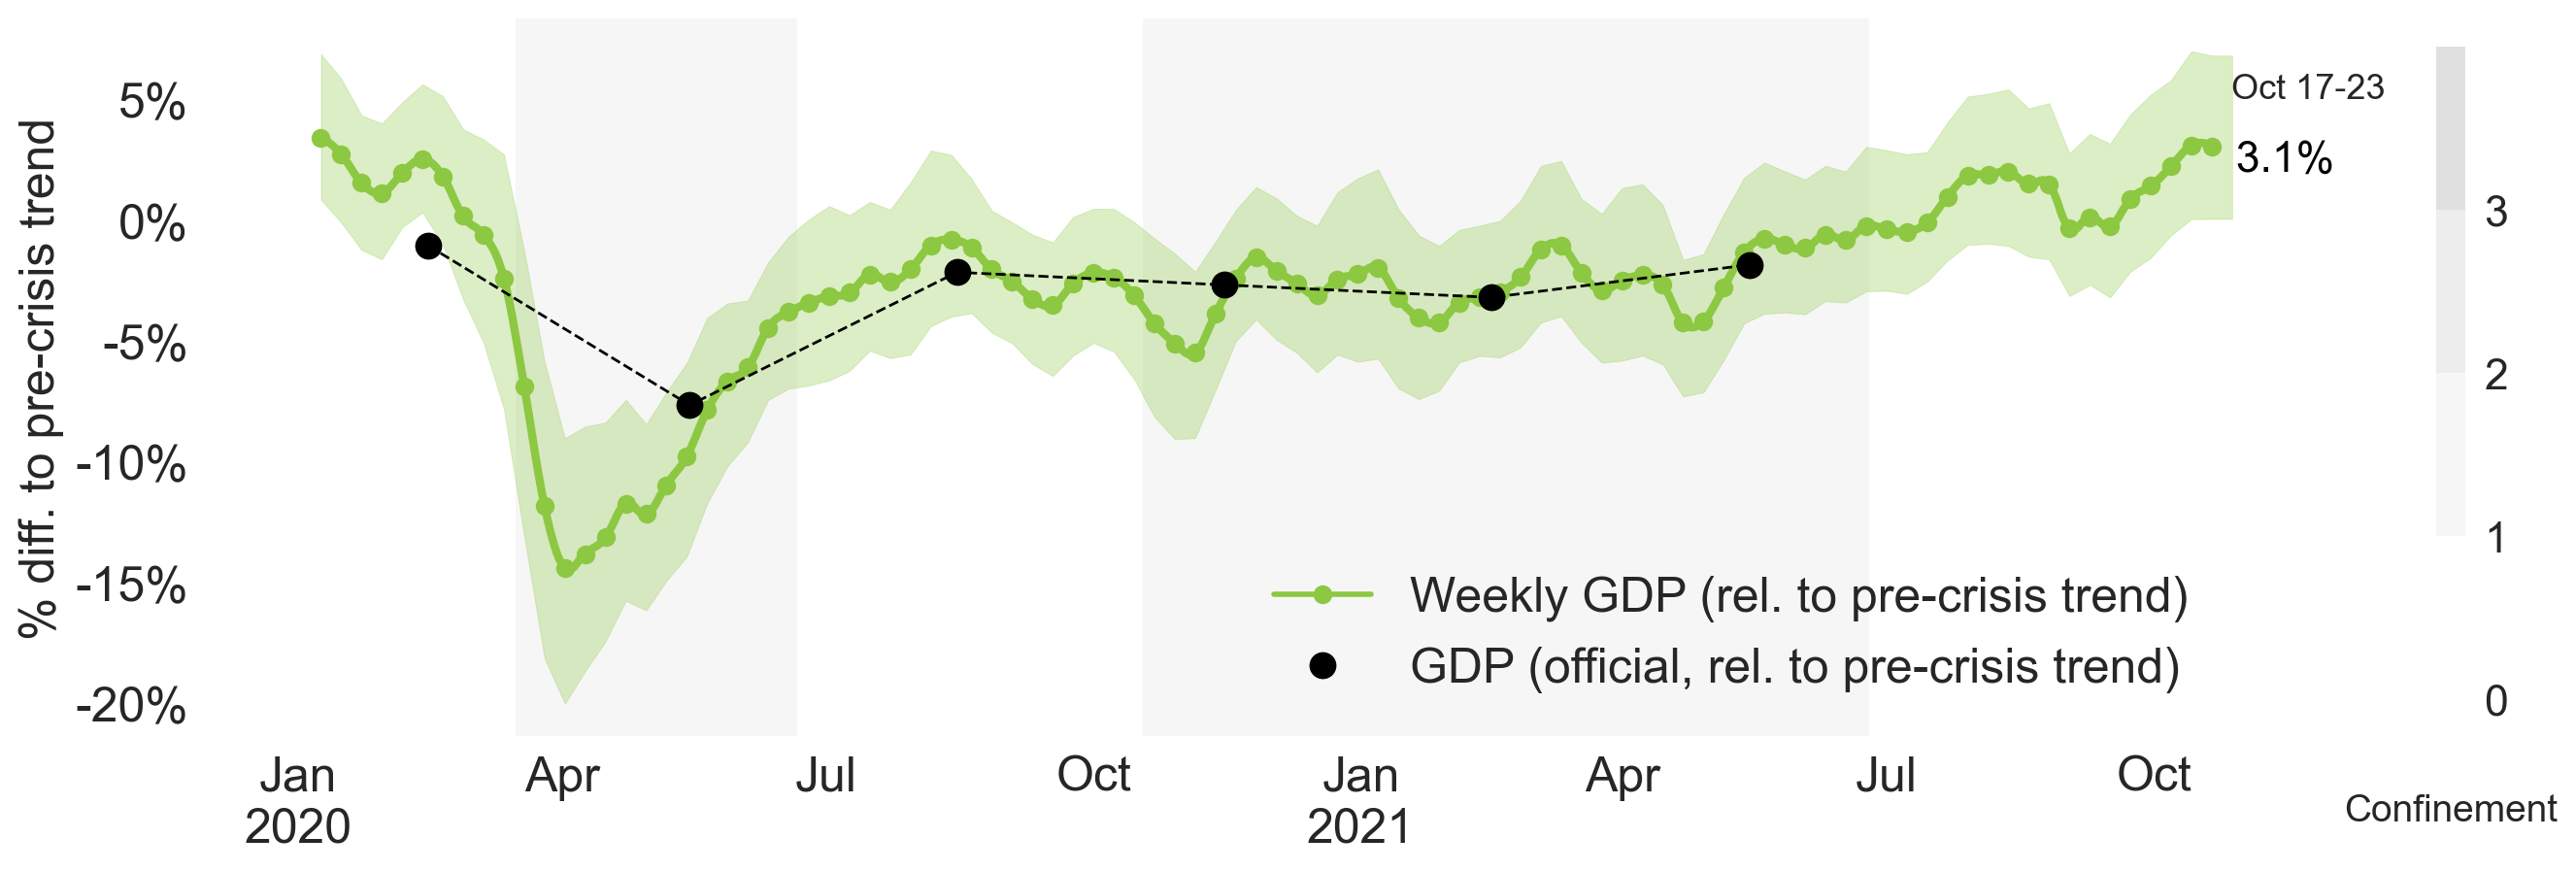 % diff. to pre-crisis trend
5%
0%
-5%
-10%
-15%
-20%
Oct 17-23
3.1%
Weekly GDP (rel. to pre-crisis trend)
GDP (official, rel. to pre-crisis trend)
Jan Apr Jul Oct Jan Apr Jul Oct
2020 2021
3
2
1
0
Confinement